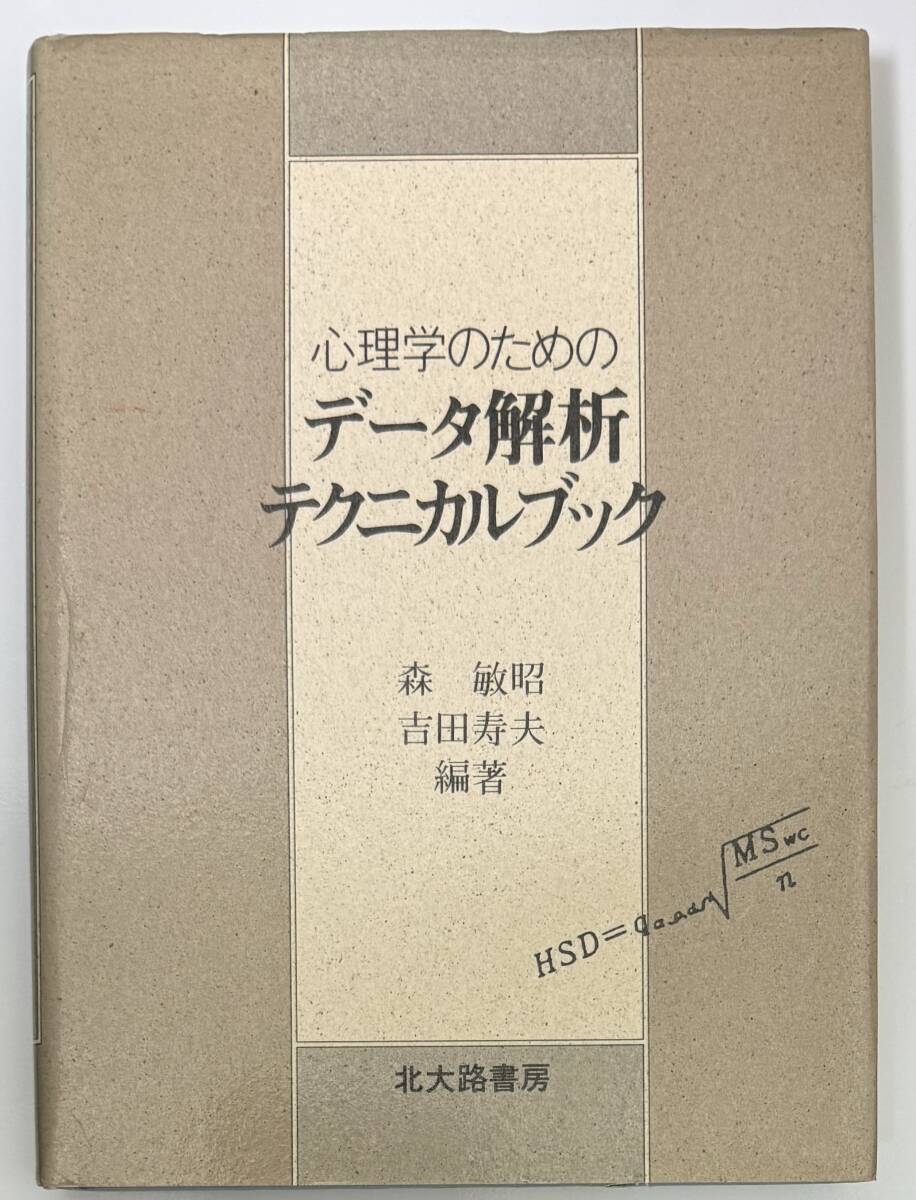 心理学のための
データ解析
テクニカルブック
森 敏昭
吉田寿夫
編著
HSD=
MSwc
n
北大路書房